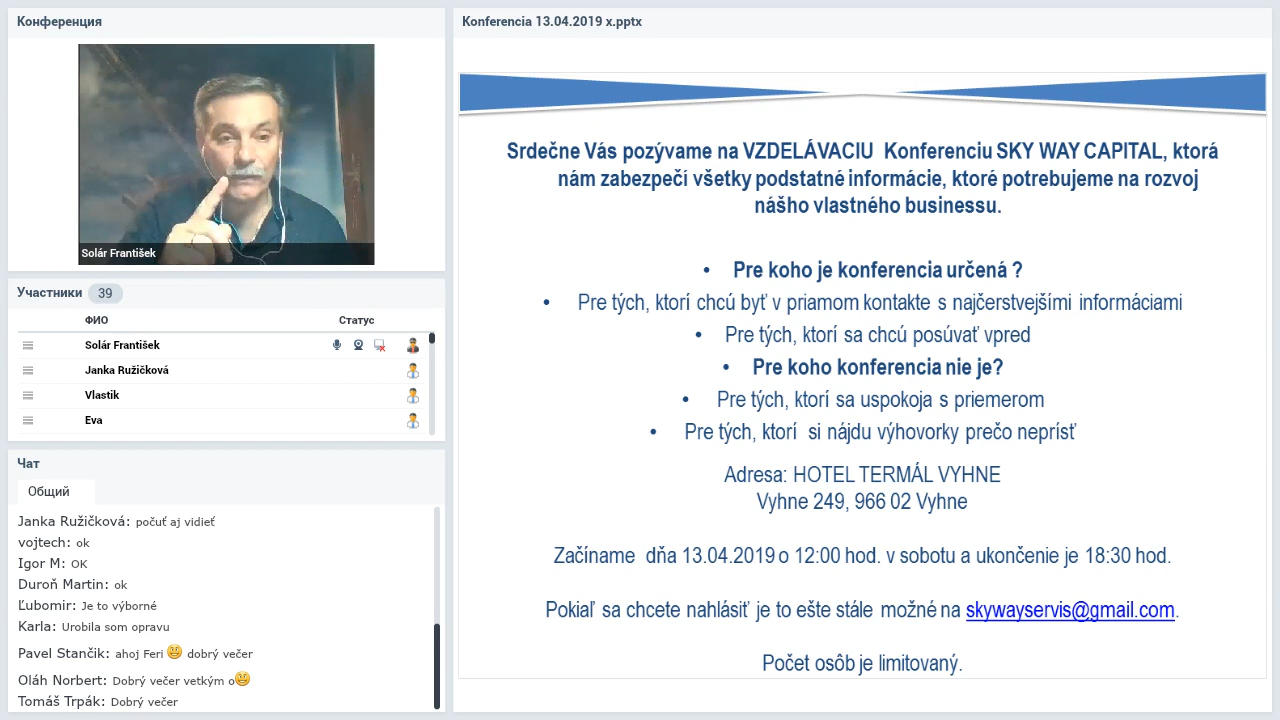 Конференция
Solár František
Участники 39
ФИО Статус
Solár František
Janka Ružičková
Vlastik
Eva
Чат
Общий
Janka Ružičková: počuť aj vidieť
vojtech: ok
Igor M: OK
Duroň Martin: ok
Ľubomir: Je to výborné
Karla: Urobila som opravu
Pavel Stančik: ahoj Feri 😀 dobrý večer
Oláh Norbert: Dobrý večer vetkým o😀
Tomáš Trpák: Dobrý večer
Konferencia 13.04.2019 x.pptx
Srdečne Vás pozývame na VZDELÁVACIU Konferenciu SKY WAY CAPITAL, ktorá
nám zabezpečí všetky podstatné informácie, ktoré potrebujeme na rozvoj
nášho vlastného businessu.
• Pre koho je konferencia určená ?
• Pre tých, ktorí chcú byť v priamom kontakte s najčerstvejšími informáciami
• Pre tých, ktorí sa chcú posúvať vpred
• Pre koho konferencia nie je?
• Pre tých, ktorí sa uspokoja s priemerom
• Pre tých, ktorí si nájdu výhovorky prečo neprísť
Adresa: HOTEL TERMÁL VYHNE
Vyhne 249, 966 02 Vyhne
Začíname dňa 13.04.2019 o 12:00 hod. v sobotu a ukončenie je 18:30 hod.
Pokiaľ sa chcete nahlásiť je to ešte stále možné na skywayservis@gmail.com.
Počet osôb je limitovaný.